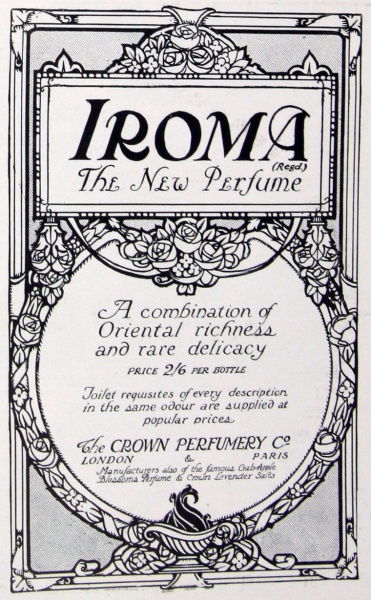 IROMA
(Regd.)
The New Perfume
A combination of
Oriental richness
and rare delicacy
PRICE 2/6 PER BOTTLE
Toilet requisites of every description
in the same odour are supplied at
popular prices.
The CROWN PERFUMERY Co.
LONDON & PARIS
Manufacturers also of the famous Crab-Apple
Blossoms Perfume & Crown Lavender Salts